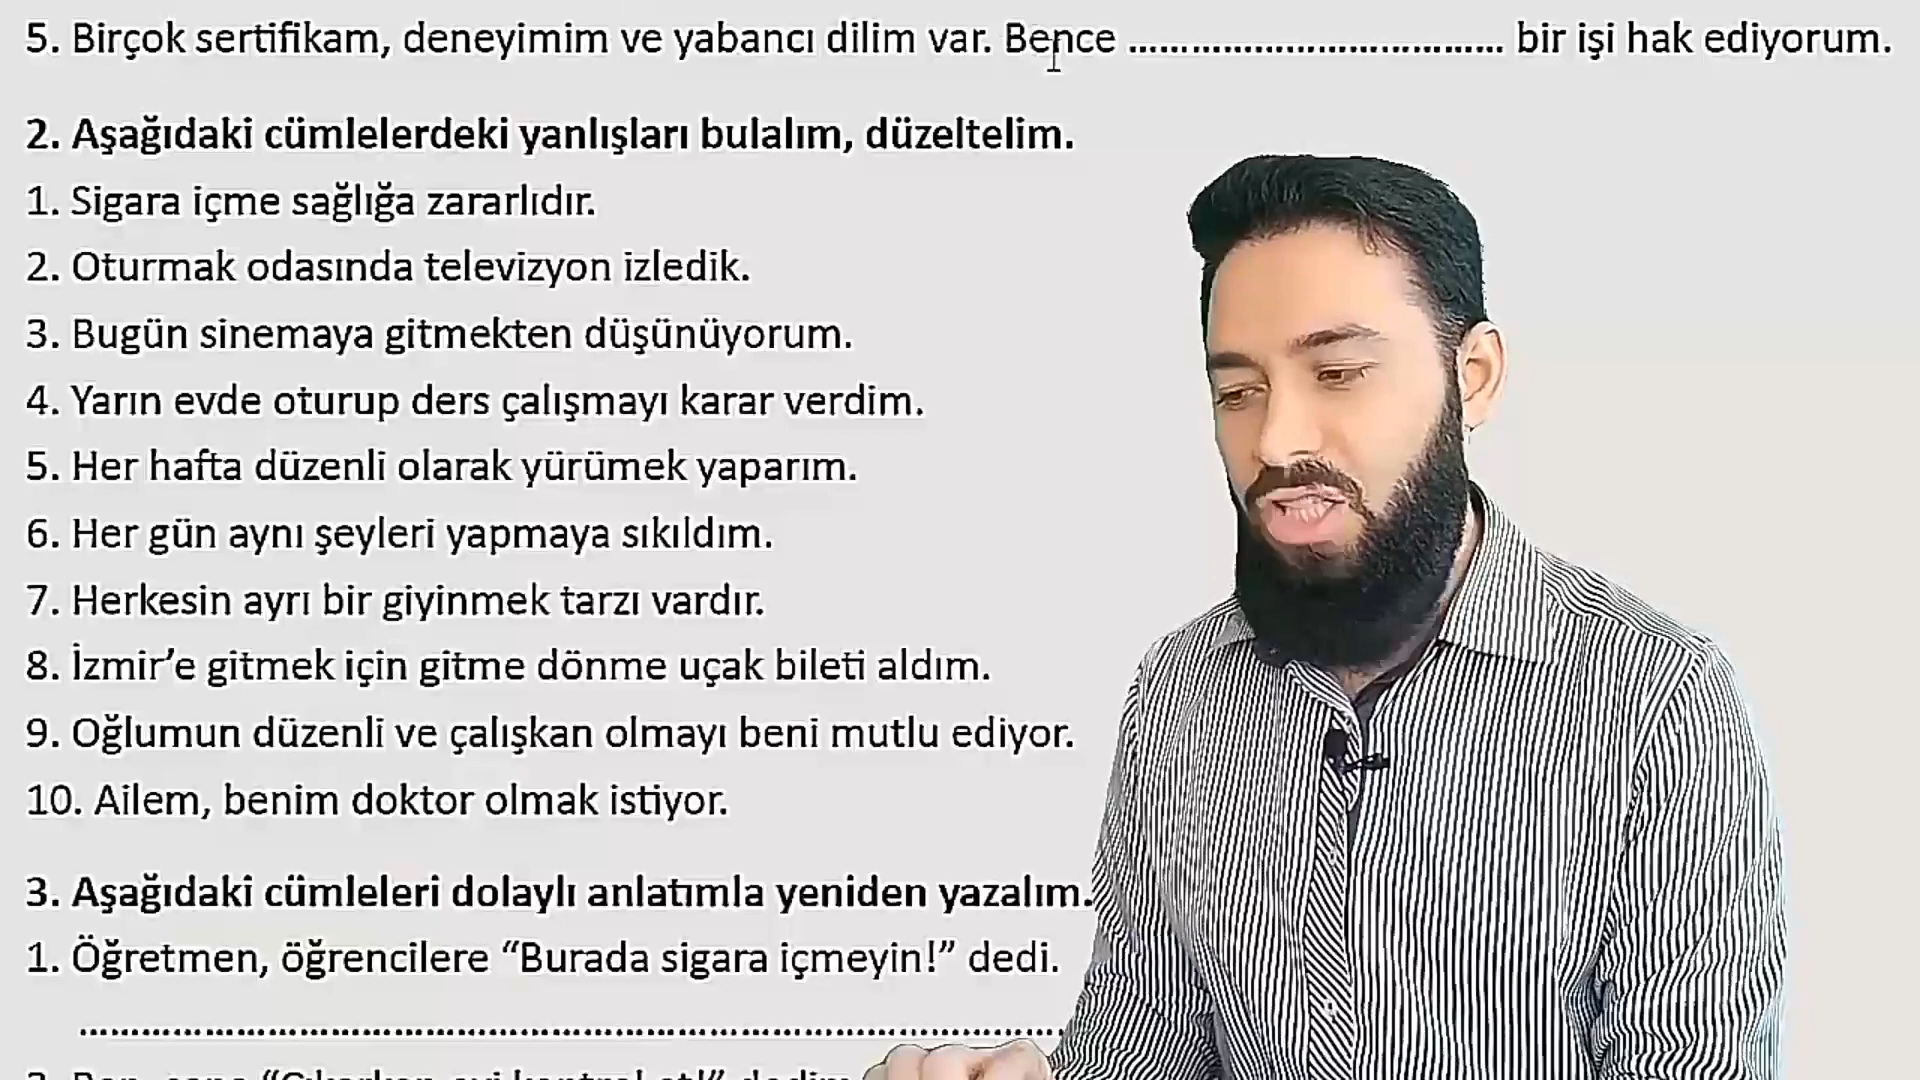 5. Birçok sertifikam, deneyimim ve yabancı dilim var. Bence ................................... bir işi hak ediyorum.
2. Aşağıdaki cümlelerdeki yanlışları bulalım, düzeltelim.
1. Sigara içme sağlığa zararlıdır.
2. Oturmak odasında televizyon izledik.
3. Bugün sinemaya gitmekten düşünüyorum.
4. Yarın evde oturup ders çalışmayı karar verdim.
5. Her hafta düzenli olarak yürümek yaparım.
6. Her gün aynı şeyleri yapmaya sıkıldım.
7. Herkesin ayrı bir giyinmek tarzı vardır.
8. İzmir’e gitmek için gitme dönme uçak bileti aldım.
9. Oğlumun düzenli ve çalışkan olmayı beni mutlu ediyor.
10. Ailem, benim doktor olmak istiyor.
3. Aşağıdaki cümleleri dolaylı anlatımla yeniden yazalım.
1. Öğretmen, öğrencilere “Burada sigara içmeyin!” dedi.